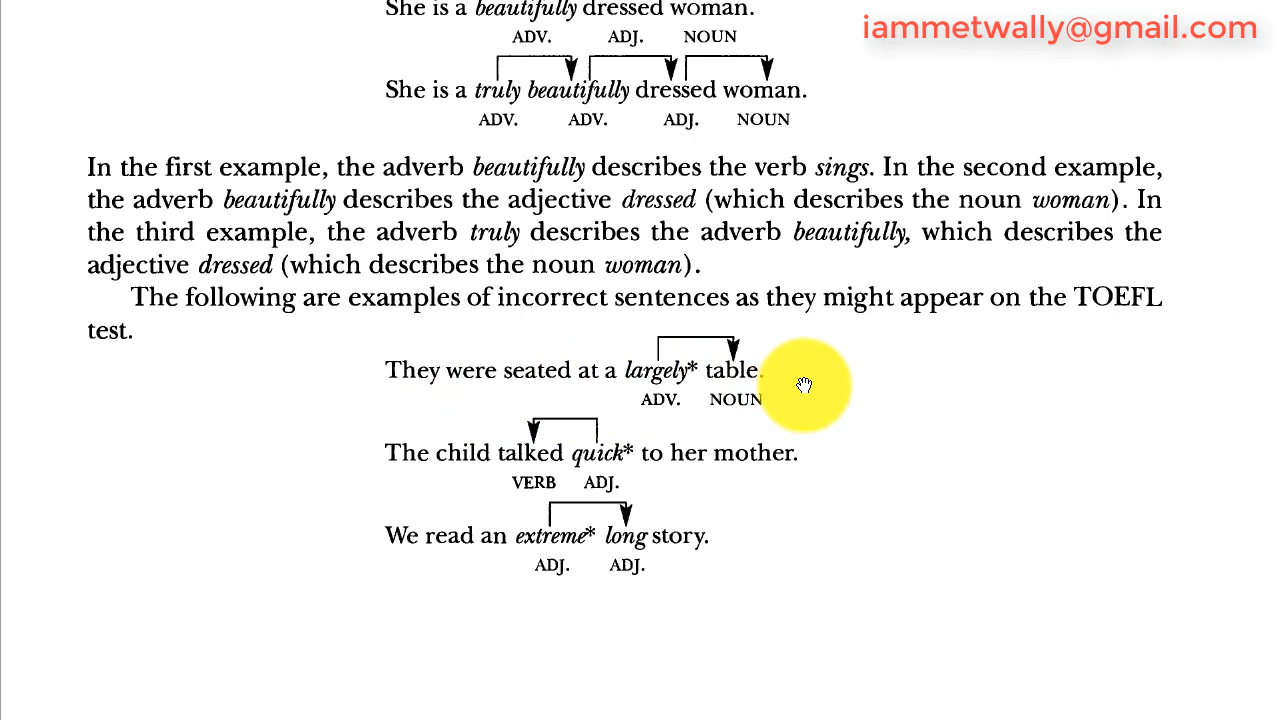 She is a beautifully dressed woman.
iammetwally@gmail.com
ADV. ADJ. NOUN
She is a truly beautifully dressed woman.
ADV. ADV. ADJ. NOUN
In the first example, the adverb beautifully describes the verb sings. In the second example,
the adverb beautifully describes the adjective dressed (which describes the noun woman). In
the third example, the adverb truly describes the adverb beautifully, which describes the
adjective dressed (which describes the noun woman).
The following are examples of incorrect sentences as they might appear on the TOEFL
test.
They were seated at a largely* table.
ADV. NOUN
The child talked quick* to her mother.
VERB ADJ.
We read an extreme* long story.
ADJ. ADJ.